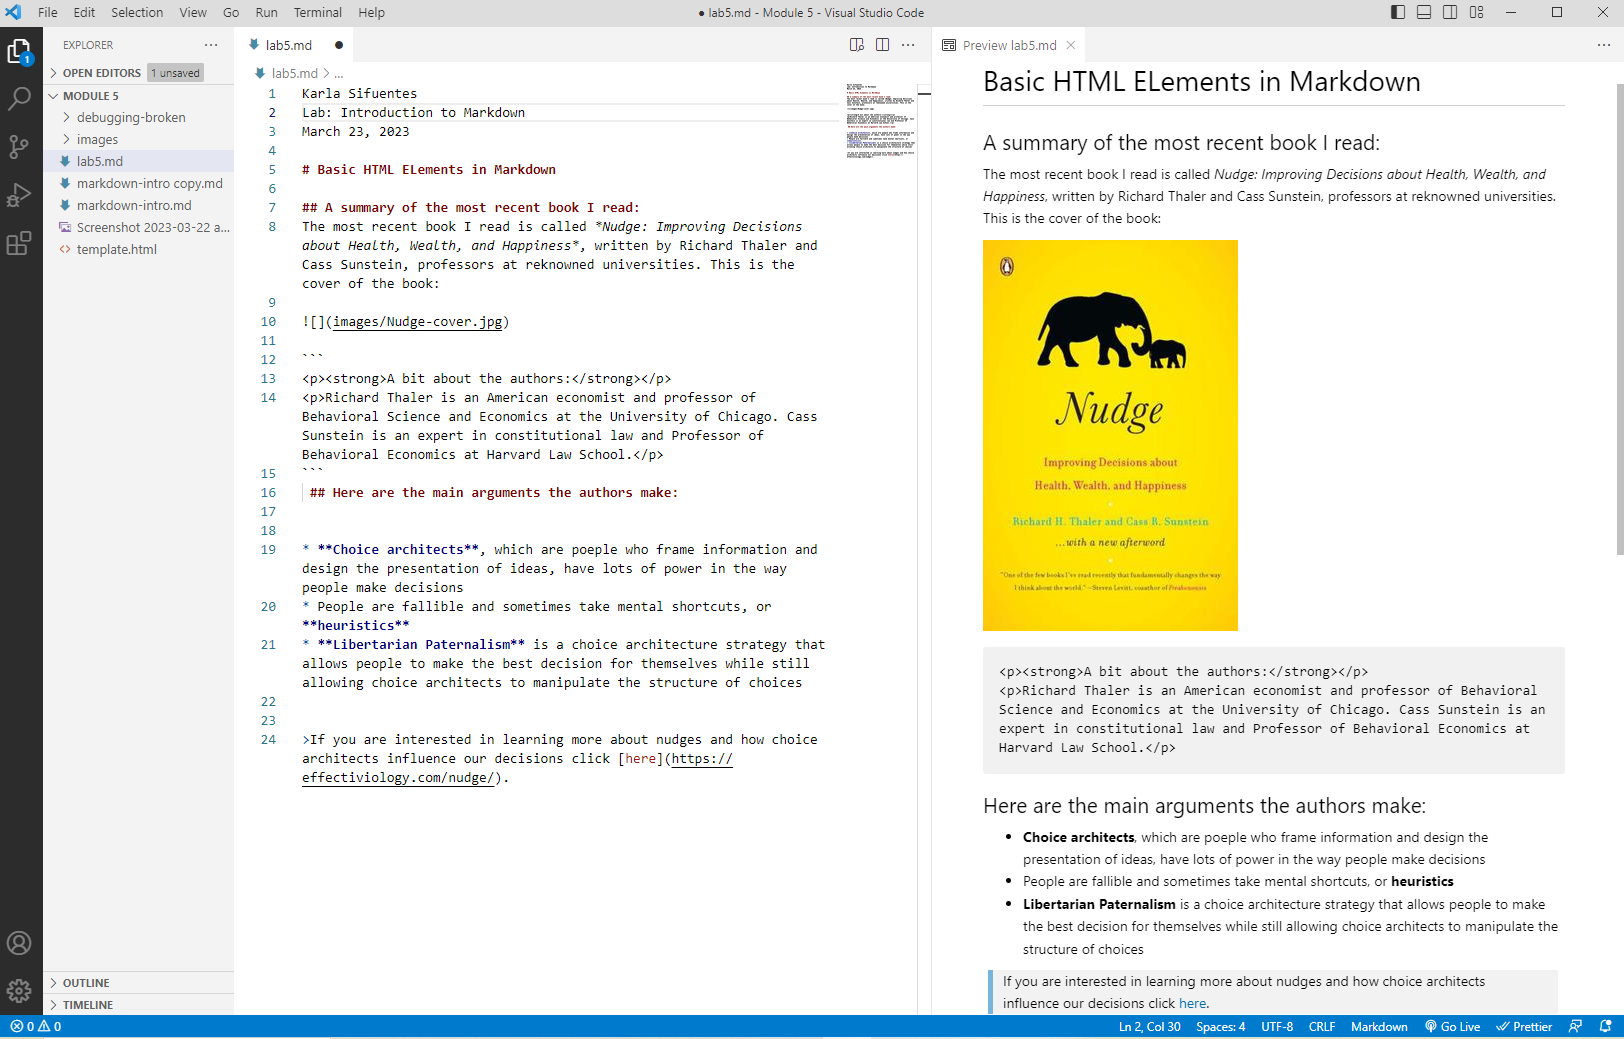 File Edit Selection View Go Run Terminal Help
● lab5.md - Module 5 - Visual Studio Code
EXPLORER
OPEN EDITORS 1 unsaved
MODULE 5
debugging-broken
images
lab5.md
markdown-intro copy.md
markdown-intro.md
Screenshot 2023-03-22 a...
template.html
OUTLINE
TIMELINE
1
lab5.md
lab5.md > ...
1 Karla Sifuentes
2 Lab: Introduction to Markdown
3 March 23, 2023
4
5 # Basic HTML ELements in Markdown
6
7 ## A summary of the most recent book I read:
8 The most recent book I read is called *Nudge: Improving Decisions
about Health, Wealth, and Happiness*, written by Richard Thaler and
Cass Sunstein, professors at reknowned universities. This is the
cover of the book:
9
10 ![](images/Nudge-cover.jpg)
11
12 ```
13 <p><strong>A bit about the authors:</strong></p>
14 <p>Richard Thaler is an American economist and professor of
Behavioral Science and Economics at the University of Chicago. Cass
Sunstein is an expert in constitutional law and Professor of
Behavioral Economics at Harvard Law School.</p>
15 ```
16 ## Here are the main arguments the authors make:
17
18
19 * **Choice architects**, which are poeple who frame information and
design the presentation of ideas, have lots of power in the way
people make decisions
20 * People are fallible and sometimes take mental shortcuts, or
**heuristics**
21 * **Libertarian Paternalism** is a choice architecture strategy that
allows people to make the best decision for themselves while still
allowing choice architects to manipulate the structure of choices
22
23
24 >If you are interested in learning more about nudges and how choice
architects influence our decisions click [here](https://
effectiviology.com/nudge/).
Preview lab5.md
Basic HTML ELements in Markdown
A summary of the most recent book I read:
The most recent book I read is called Nudge: Improving Decisions about Health, Wealth, and
Happiness, written by Richard Thaler and Cass Sunstein, professors at reknowned universities.
This is the cover of the book:
Nudge
Improving Decisions about
Health, Wealth, and Happiness
Richard H. Thaler and Cass R. Sunstein
...with a new afterword
"One of the few books I've read recently that fundamentally changes the way
I think about the world." —Steven Levitt, coauthor of Freakonomics
<p><strong>A bit about the authors:</strong></p>
<p>Richard Thaler is an American economist and professor of Behavioral
Science and Economics at the University of Chicago. Cass Sunstein is an
expert in constitutional law and Professor of Behavioral Economics at
Harvard Law School.</p>
Here are the main arguments the authors make:
• Choice architects, which are poeple who frame information and design the
presentation of ideas, have lots of power in the way people make decisions
• People are fallible and sometimes take mental shortcuts, or heuristics
• Libertarian Paternalism is a choice architecture strategy that allows people to make
the best decision for themselves while still allowing choice architects to manipulate the
structure of choices
If you are interested in learning more about nudges and how choice architects
influence our decisions click here.
0 0
Ln 2, Col 30 Spaces: 4 UTF-8 CRLF Markdown Go Live Prettier